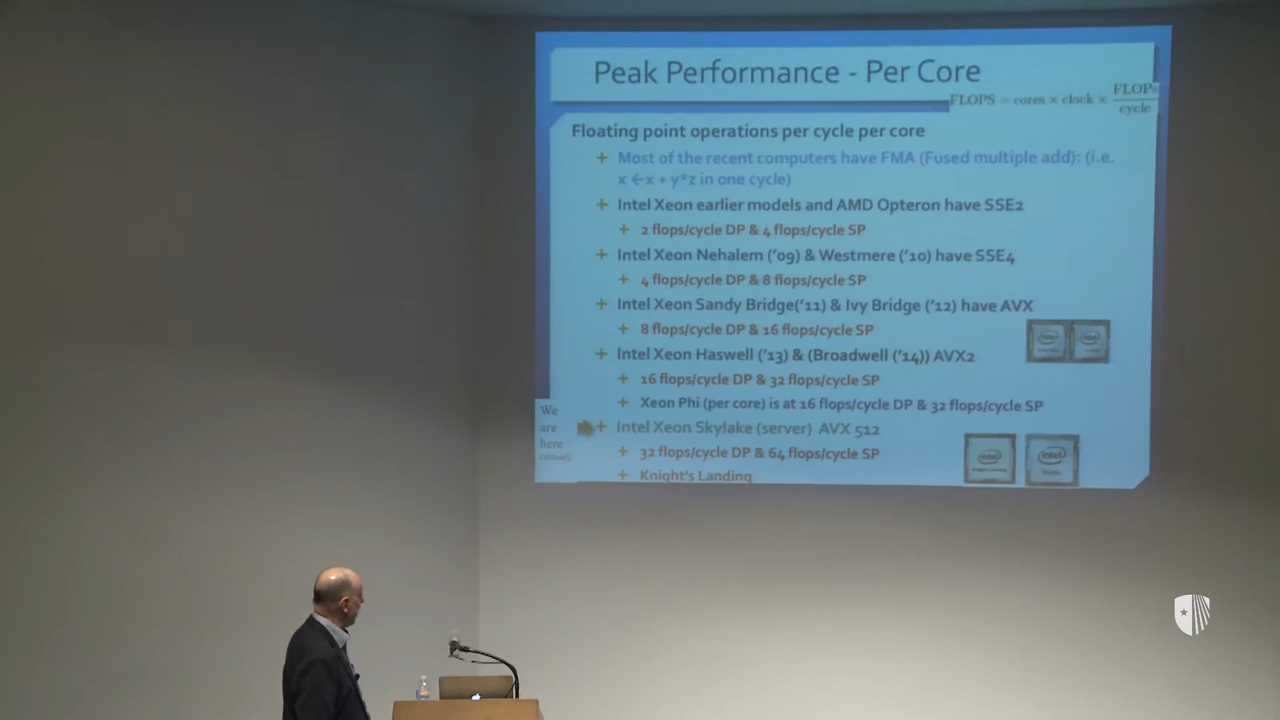 Peak Performance - Per Core
FLOPS = cores × clock × FLOPs
cycle
Floating point operations per cycle per core
+ Most of the recent computers have FMA (Fused multiple add): (i.e.
x ←x + y*z in one cycle)
+ Intel Xeon earlier models and AMD Opteron have SSE2
+ 2 flops/cycle DP & 4 flops/cycle SP
+ Intel Xeon Nehalem ('09) & Westmere ('10) have SSE4
+ 4 flops/cycle DP & 8 flops/cycle SP
+ Intel Xeon Sandy Bridge('11) & Ivy Bridge ('12) have AVX
+ 8 flops/cycle DP & 16 flops/cycle SP
+ Intel Xeon Haswell ('13) & (Broadwell ('14)) AVX2
+ 16 flops/cycle DP & 32 flops/cycle SP
+ Xeon Phi (per core) is at 16 flops/cycle DP & 32 flops/cycle SP
We
are
here
+ Intel Xeon Skylake (server) AVX 512
+ 32 flops/cycle DP & 64 flops/cycle SP
+ Knight's Landing
intel
intel
intel
intel